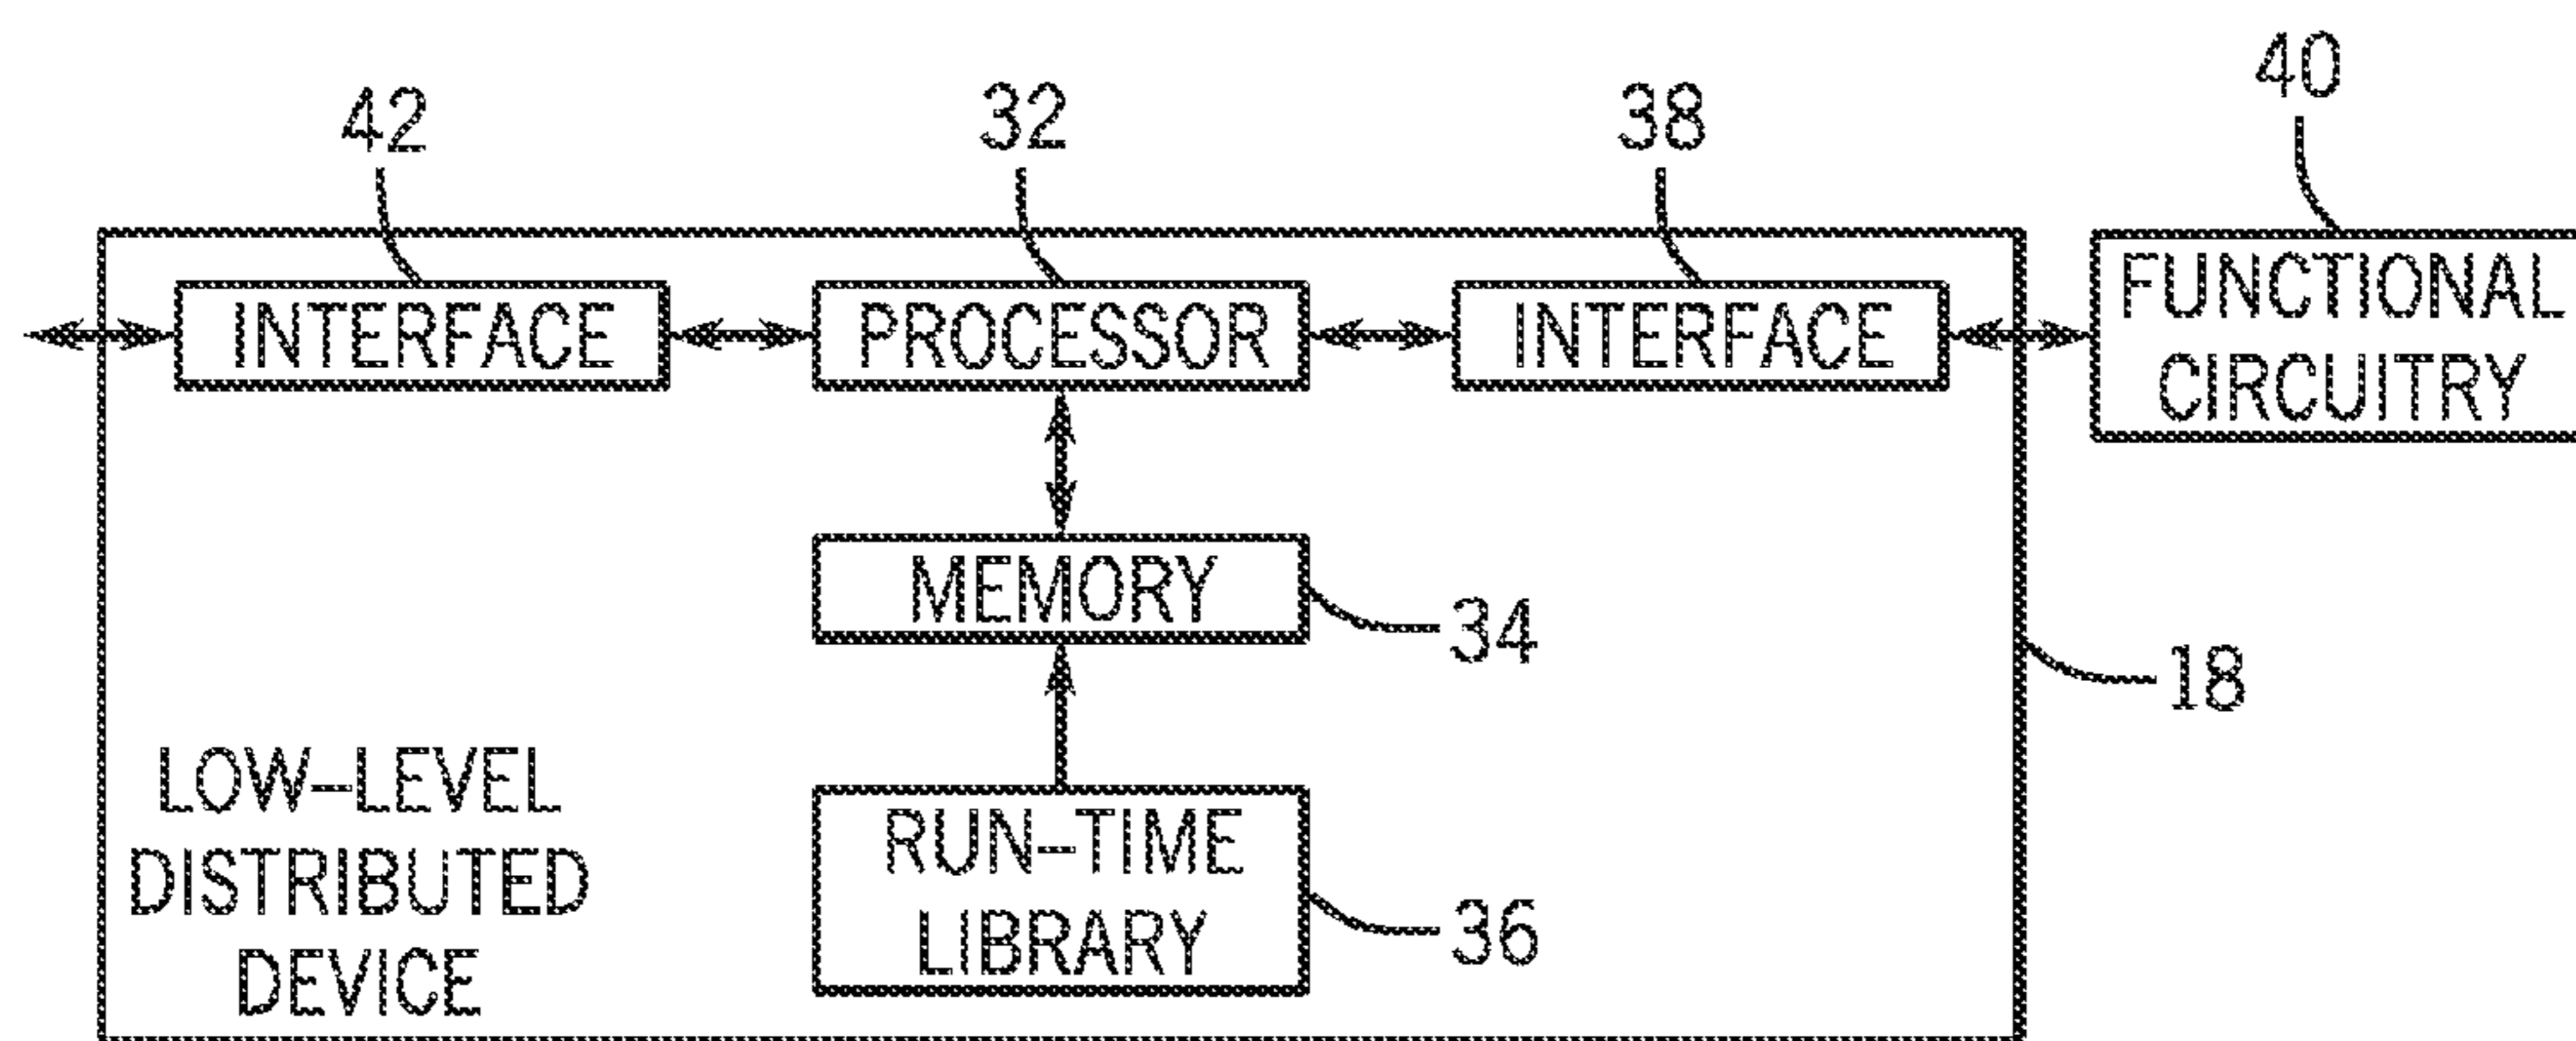 40
42
32
38
INTERFACE
PROCESSOR
INTERFACE
FUNCTIONAL
CIRCUITRY
MEMORY
34
18
RUN-TIME
LIBRARY
36
LOW-LEVEL
DISTRIBUTED
DEVICE